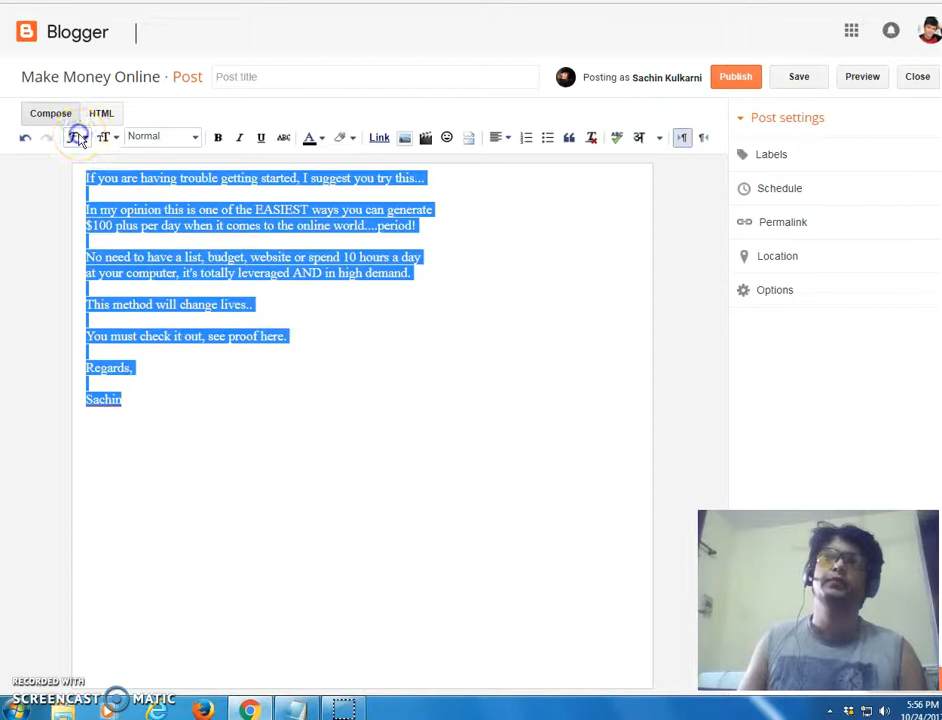 Blogger
Make Money Online · Post
Post title
Posting as Sachin Kulkarni
Publish
Save
Preview
Close
Compose
HTML
Normal
B I U ABC A Link
अ
If you are having trouble getting started, I suggest you try this...
In my opinion this is one of the EASIEST ways you can generate
$100 plus per day when it comes to the online world....period!
No need to have a list, budget, website or spend 10 hours a day
at your computer, it's totally leveraged AND in high demand.
This method will change lives..
You must check it out, see proof here.
Regards,
Sachin
Post settings
Labels
Schedule
Permalink
Location
Options
RECORDED WITH
SCREENCAST MATIC
5:56 PM